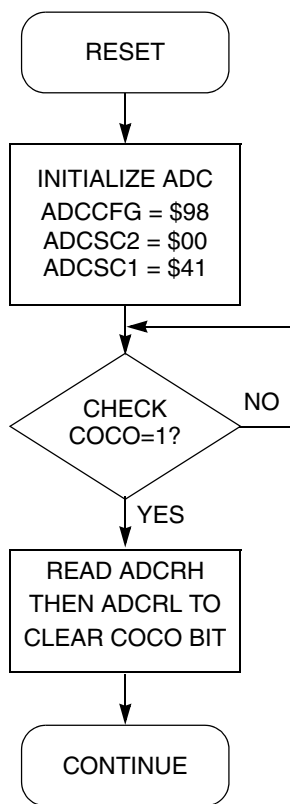 RESET
INITIALIZE ADC
ADCCFG = $98
ADCSC2 = $00
ADCSC1 = $41
CHECK
COCO=1?
NO
YES
READ ADCRH
THEN ADCRL TO
CLEAR COCO BIT
CONTINUE